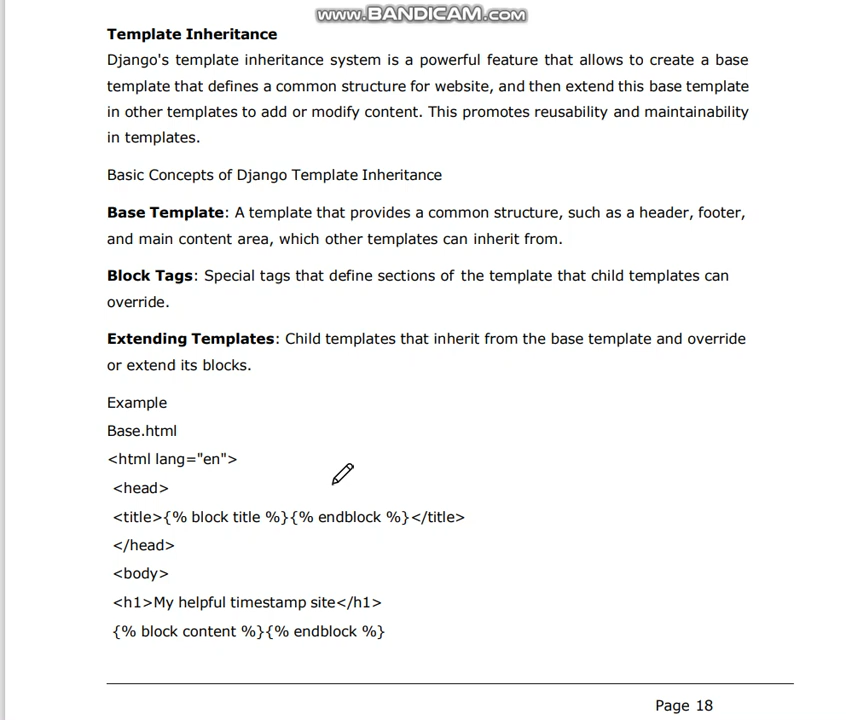 www.BANDICAM.com
Template Inheritance
Django's template inheritance system is a powerful feature that allows to create a base
template that defines a common structure for website, and then extend this base template
in other templates to add or modify content. This promotes reusability and maintainability
in templates.
Basic Concepts of Django Template Inheritance
Base Template: A template that provides a common structure, such as a header, footer,
and main content area, which other templates can inherit from.
Block Tags: Special tags that define sections of the template that child templates can
override.
Extending Templates: Child templates that inherit from the base template and override
or extend its blocks.
Example
Base.html
<html lang="en">
<head>
<title>{% block title %}{% endblock %}</title>
</head>
<body>
<h1>My helpful timestamp site</h1>
{% block content %}{% endblock %}
Page 18